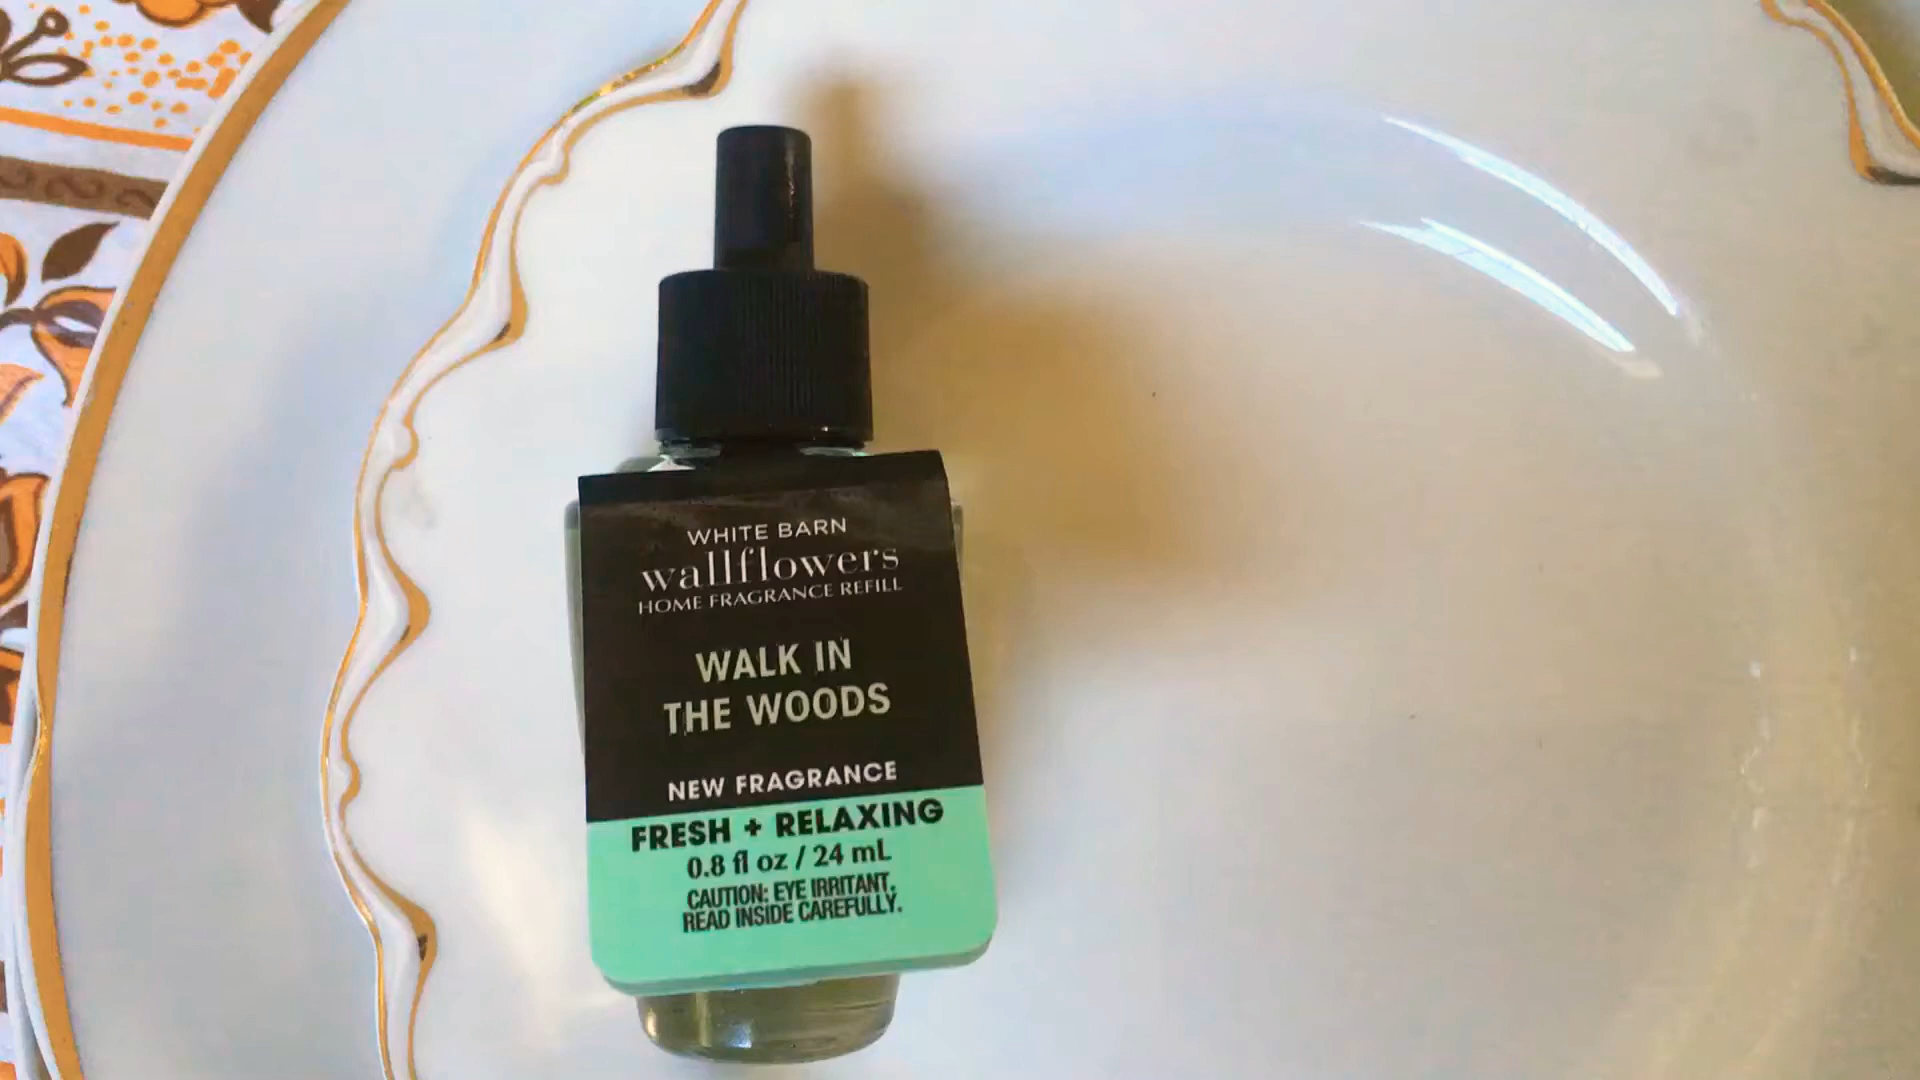 WHITE BARN
wallflowers
HOME FRAGRANCE REFILL
WALK IN
THE WOODS
NEW FRAGRANCE
FRESH + RELAXING
0.8 fl oz / 24 mL
CAUTION: EYE IRRITANT.
READ INSIDE CAREFULLY.